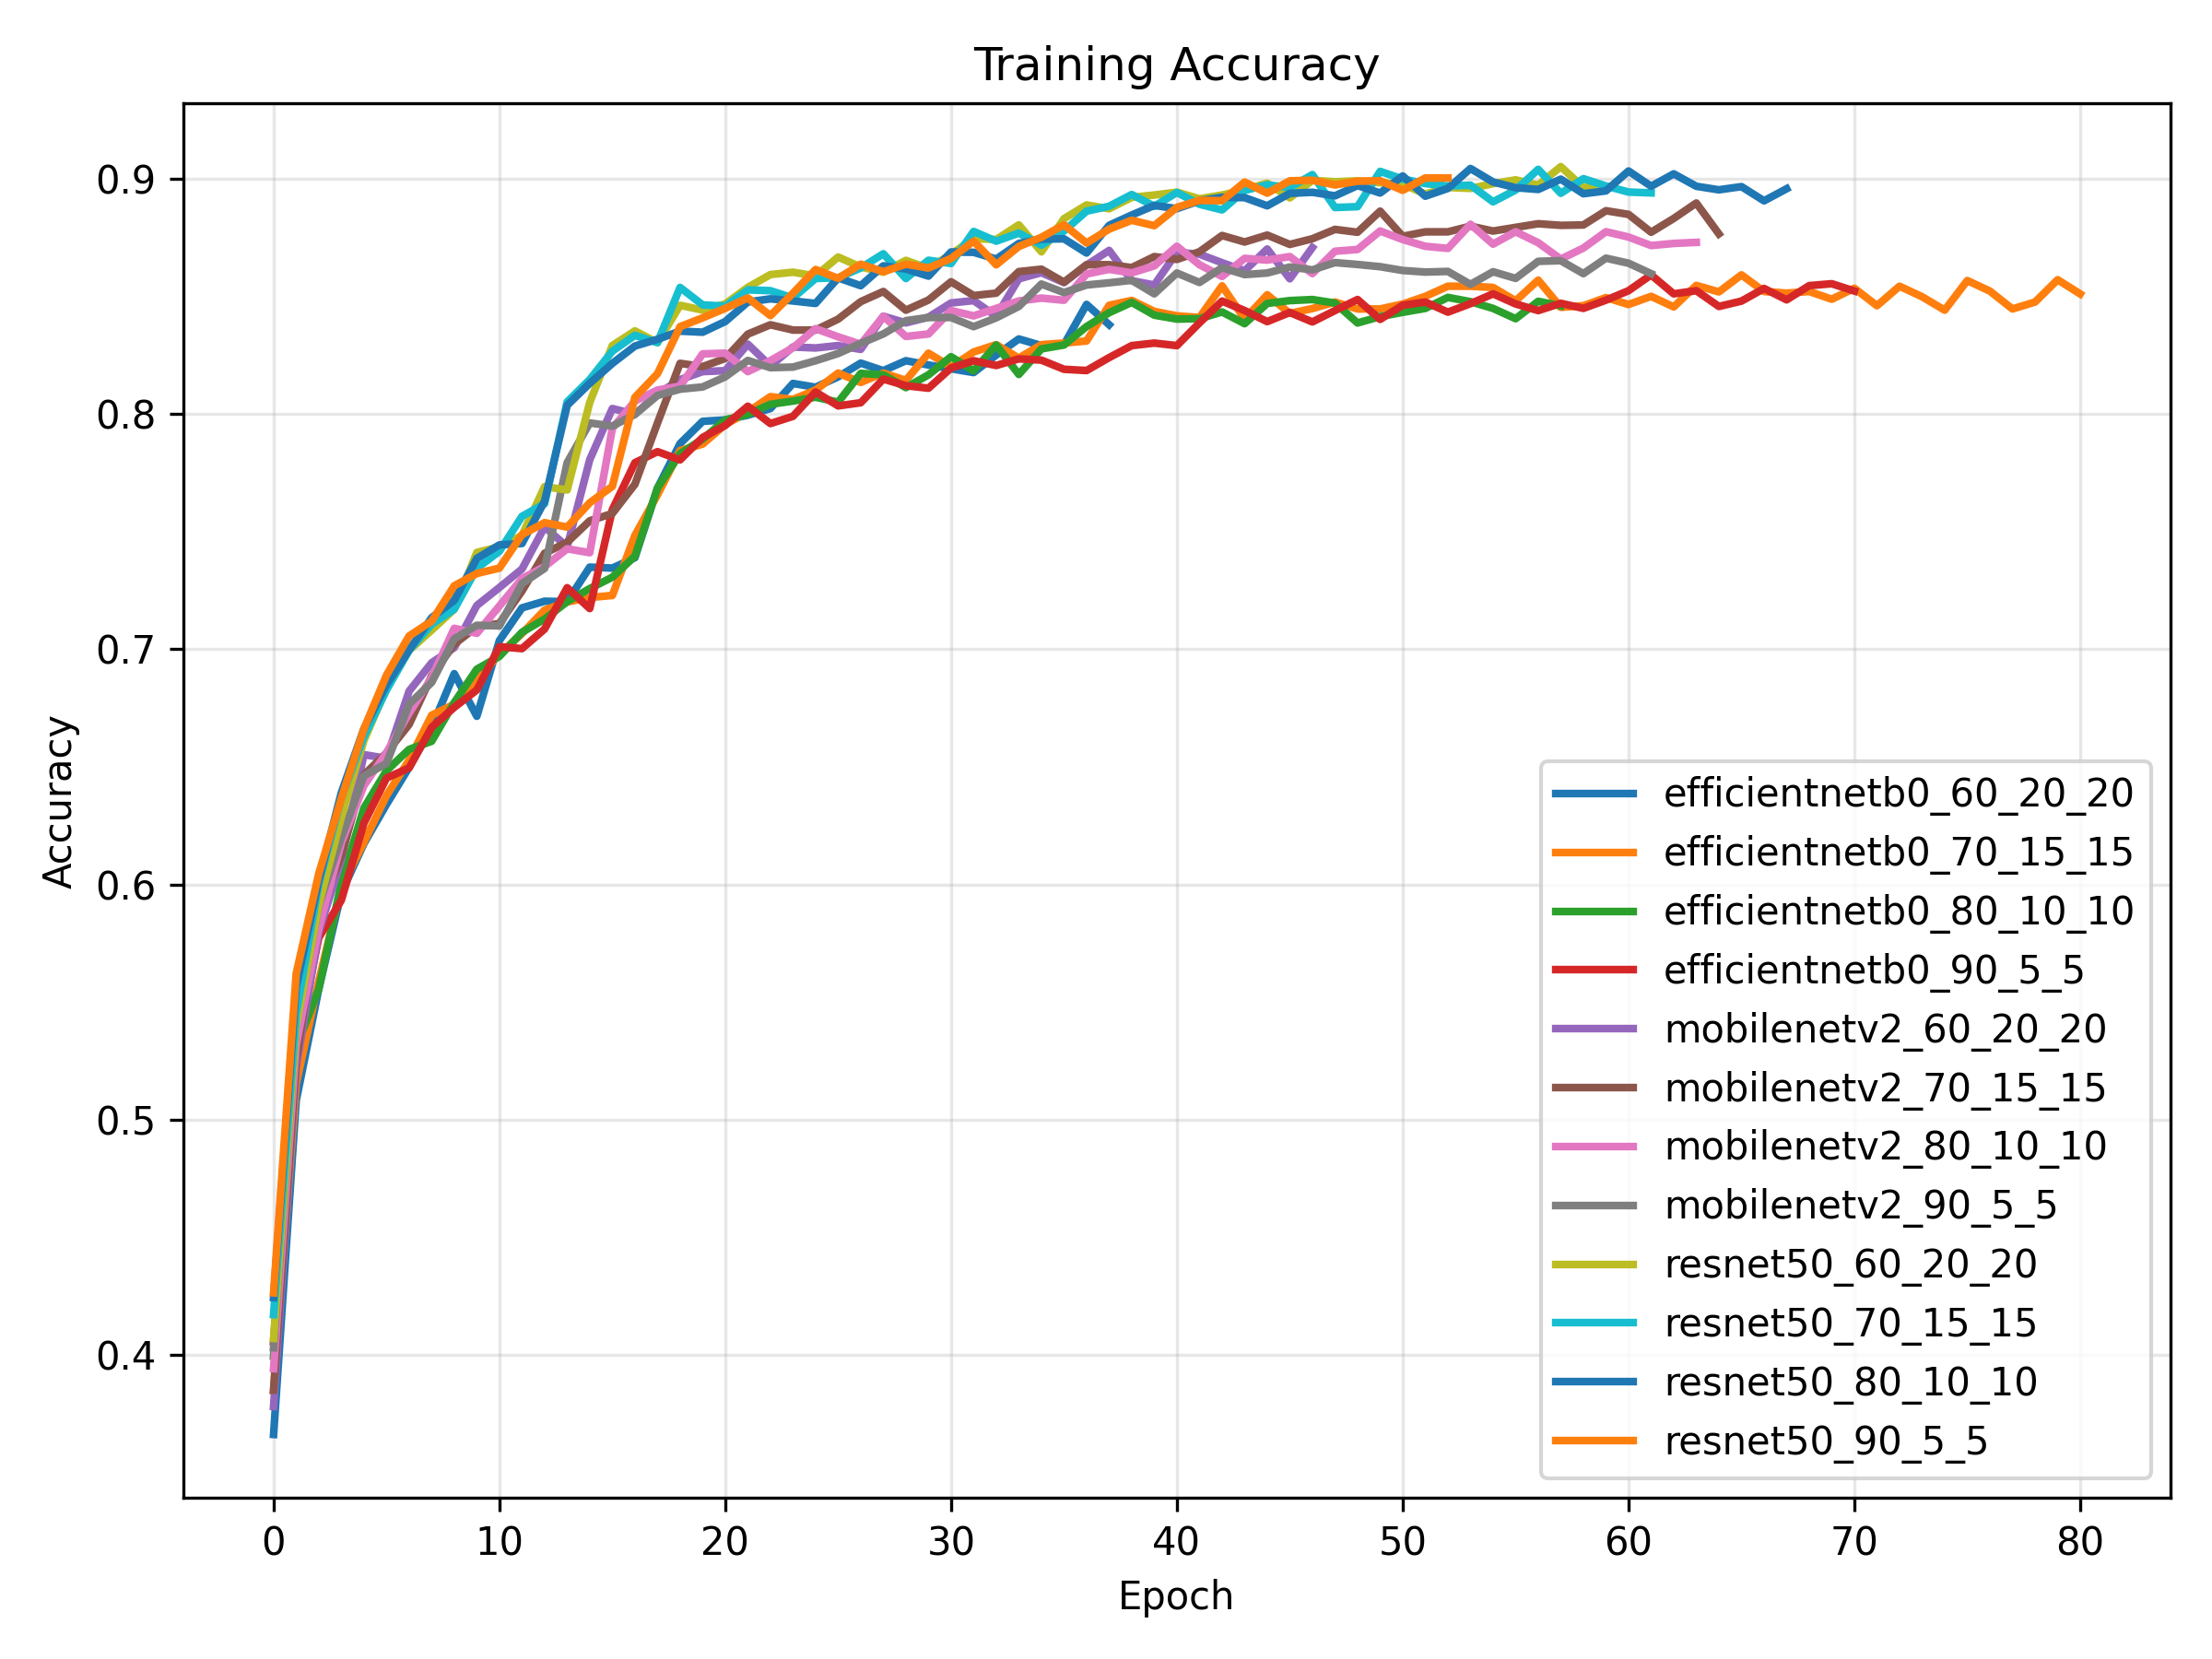 Training Accuracy
Accuracy
0.9
0.8
0.7
0.6
0.5
0.4
0 10 20 30 40 50 60 70 80
Epoch
efficientnetb0_60_20_20
efficientnetb0_70_15_15
efficientnetb0_80_10_10
efficientnetb0_90_5_5
mobilenetv2_60_20_20
mobilenetv2_70_15_15
mobilenetv2_80_10_10
mobilenetv2_90_5_5
resnet50_60_20_20
resnet50_70_15_15
resnet50_80_10_10
resnet50_90_5_5